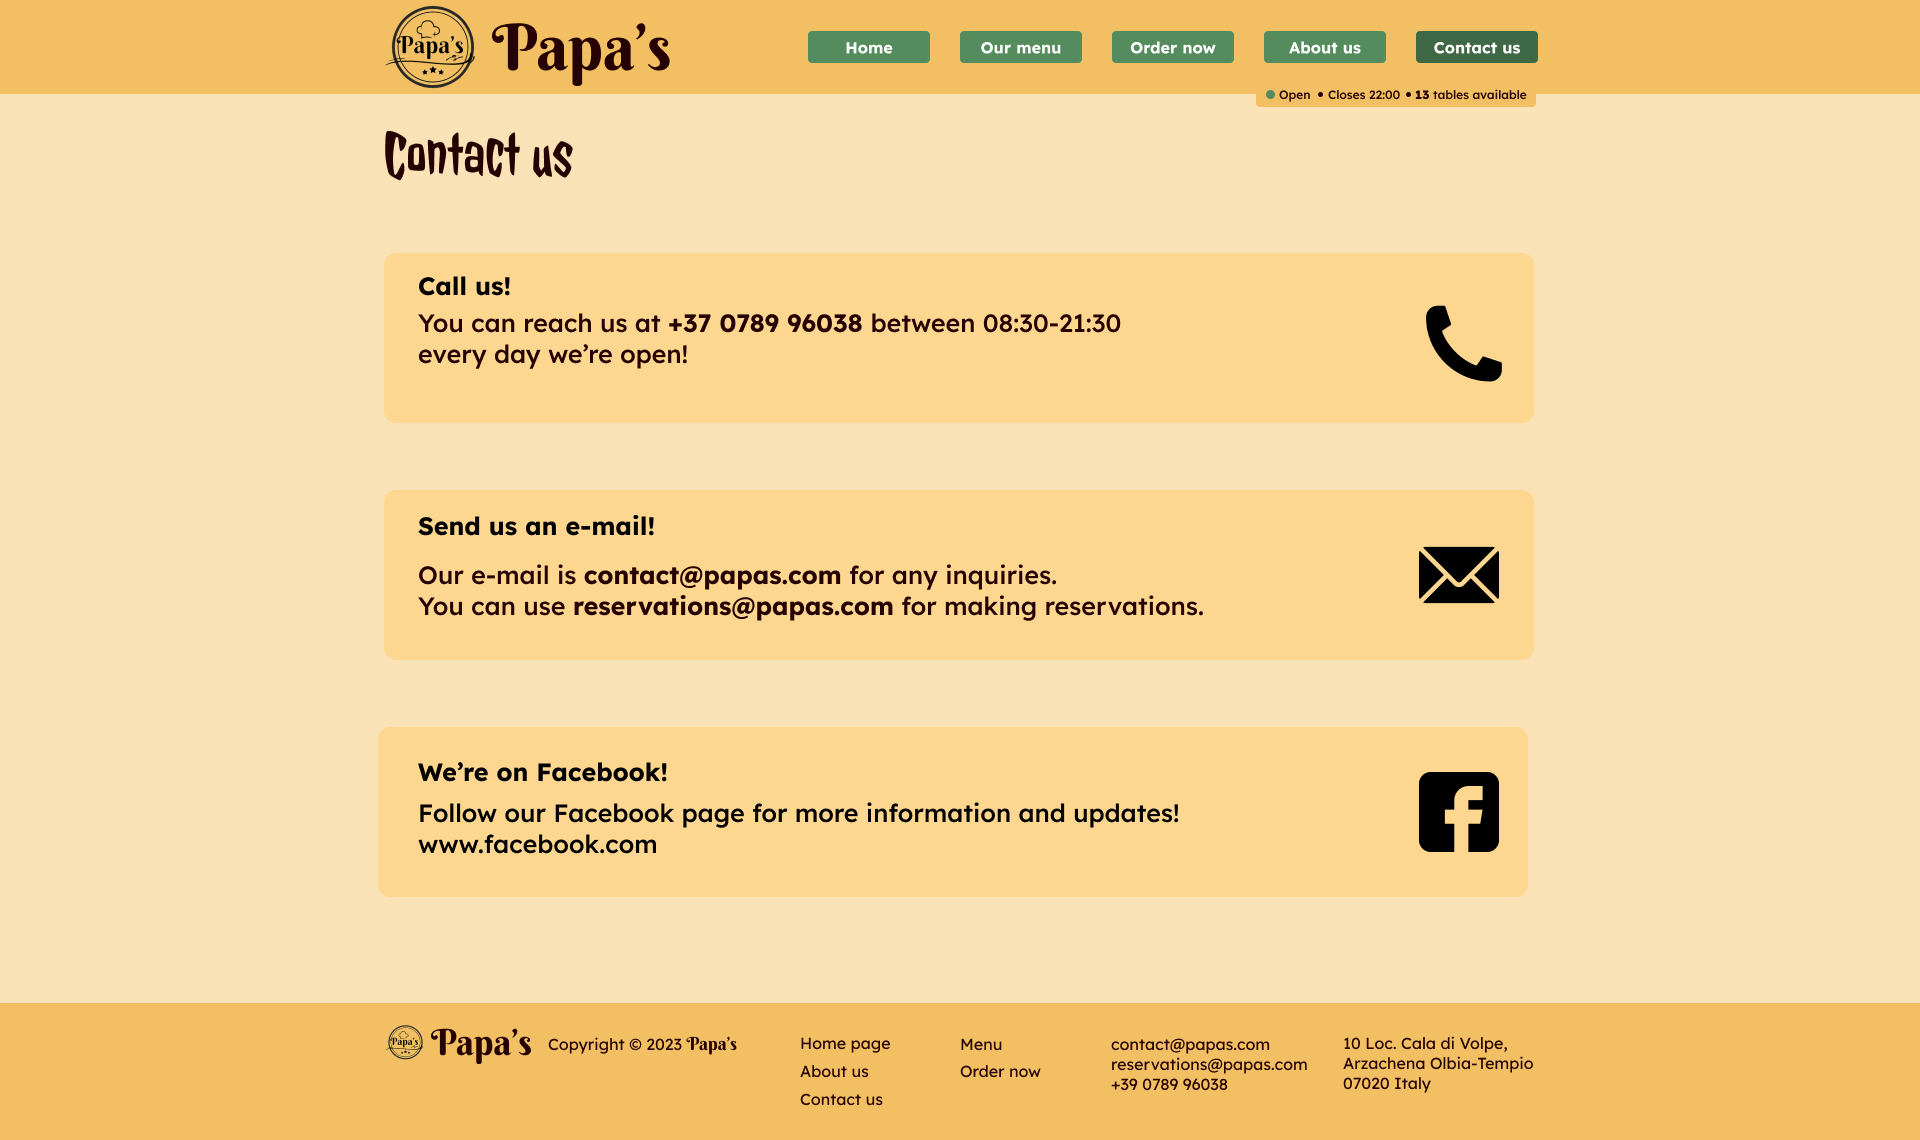 Papa's
Papa’s
Home
Our menu
Order now
About us
Contact us
Open • Closes 22:00 • 13 tables available
Contact us
Call us!
You can reach us at +37 0789 96038 between 08:30-21:30
every day we’re open!
Send us an e-mail!
Our e-mail is contact@papas.com for any inquiries.
You can use reservations@papas.com for making reservations.
We’re on Facebook!
Follow our Facebook page for more information and updates!
www.facebook.com
Papa's
Papa’s
Copyright © 2023 Papa’s
Home page
About us
Contact us
Menu
Order now
contact@papas.com
reservations@papas.com
+39 0789 96038
10 Loc. Cala di Volpe,
Arzachena Olbia-Tempio
07020 Italy